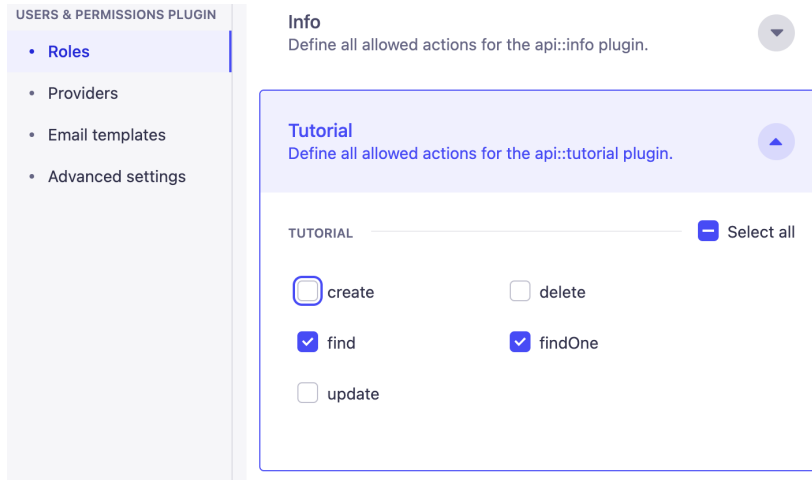 USERS & PERMISSIONS PLUGIN
Roles
Providers
Email templates
Advanced settings
Info
Define all allowed actions for the api::info plugin.
Tutorial
Define all allowed actions for the api::tutorial plugin.
TUTORIAL
Select all
create
delete
find
findOne
update